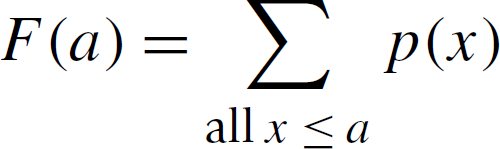 F(a) = ∑ p(x)
all x ≤ a